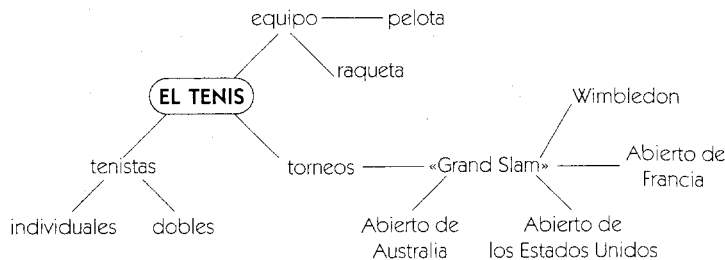 equipo
pelota
raqueta
EL TENIS
Wimbledon
tenistas
torneos
«Grand Slam»
Abierto de
Francia
individuales
dobles
Abierto de
Australia
Abierto de
los Estados Unidos